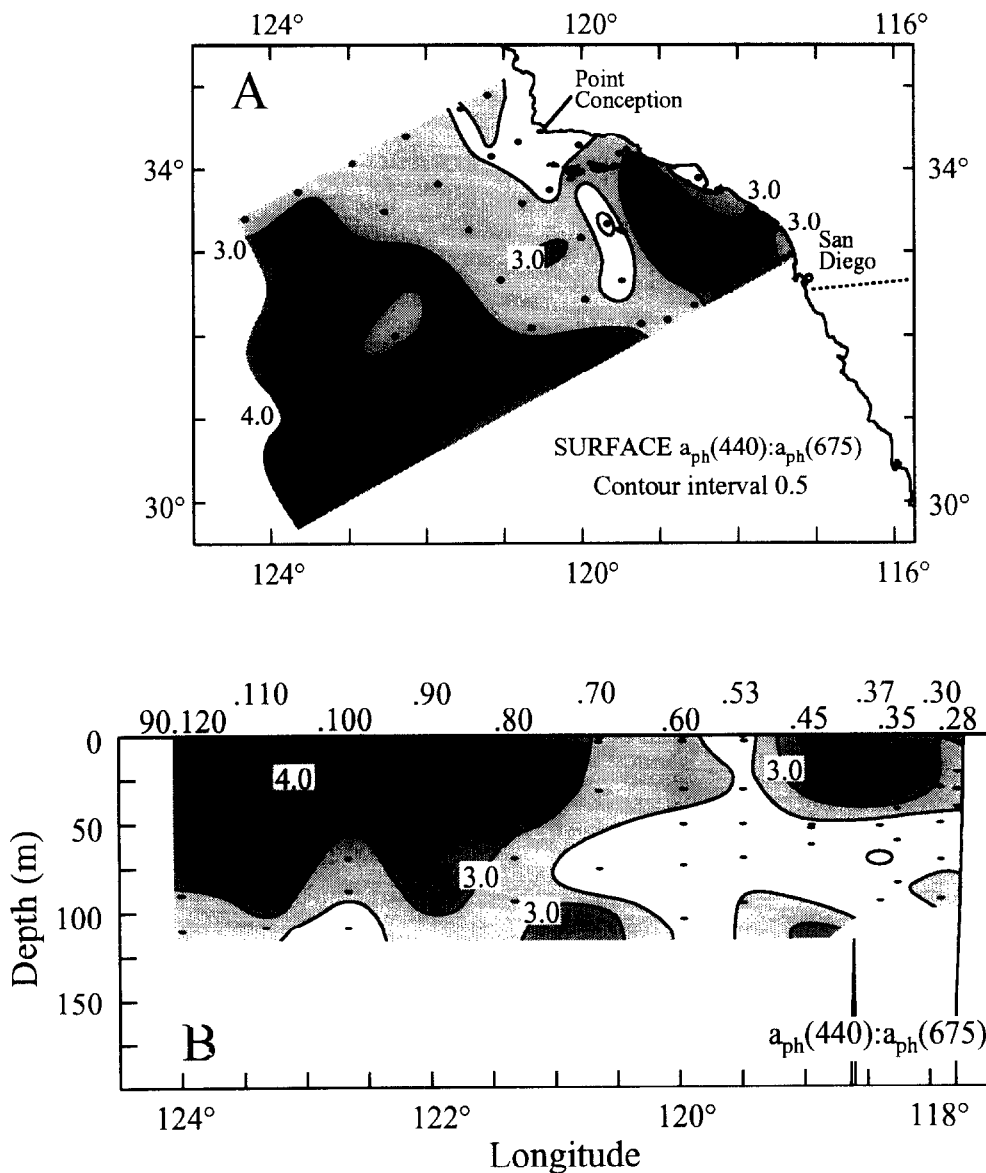 124° 120° 116°
A
Point
Conception
34° 34°
3.0
3.0
3.0
3.0
San
Diego
4.0
SURFACE a_ph(440):a_ph(675)
Contour interval 0.5
30° 30°
124° 120° 116°
.110 .90 .70 .53 .37 .30
90.120 .100 .80 .60 .45 .35 .28
0
4.0
3.0
50
3.0
100
3.0
150
B
a_ph(440):a_ph(675)
Depth (m)
124° 122° 120° 118°
Longitude